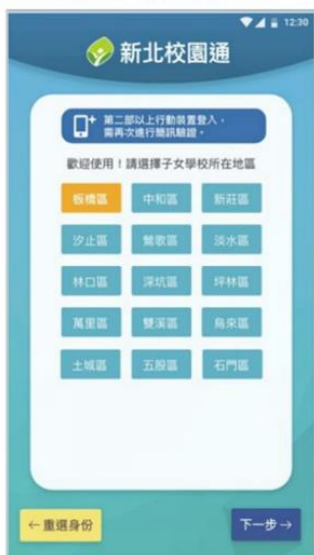 12:30
新北校園通
第二部以上行動裝置登入，
需再次進行簡訊驗證。
歡迎使用！請選擇子女學校所在地區
板橋區 中和區 新莊區
汐止區 鶯歌區 淡水區
林口區 深坑區 坪林區
萬里區 雙溪區 烏來區
土城區 五股區 石門區
←重選身份 下一步→